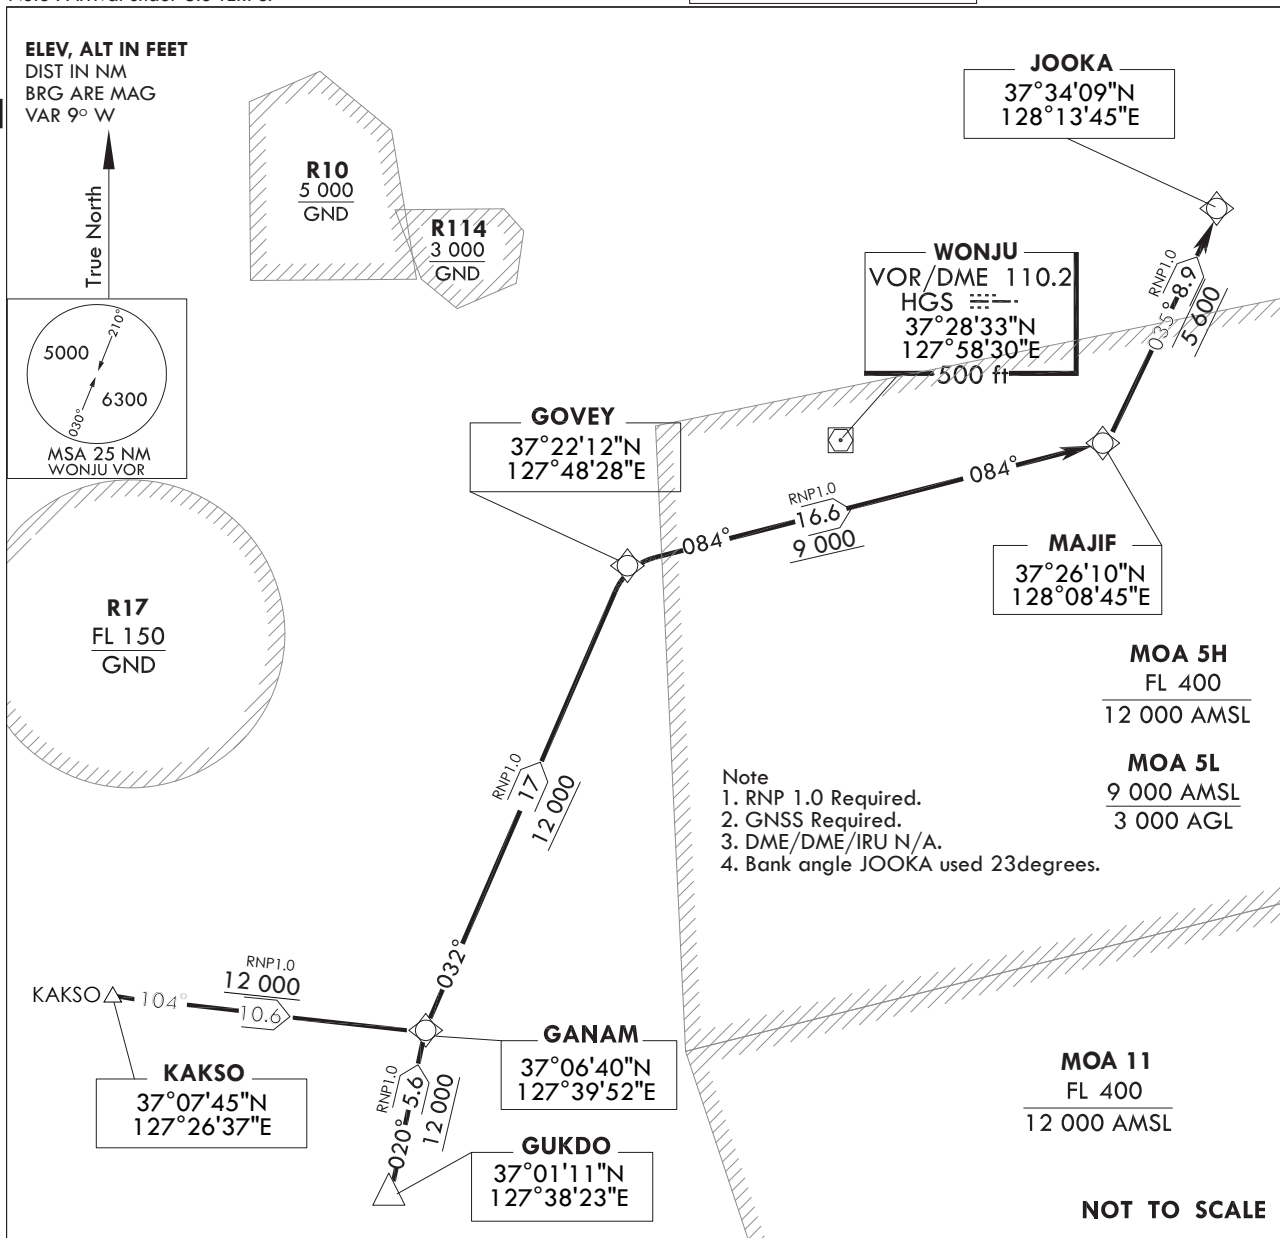 ELEV, ALT IN FEET
DIST IN NM
BRG ARE MAG
VAR 9° W
True North
210°
5000
6300
030°
MSA 25 NM
WONJU VOR
R10
5 000
GND
R114
3 000
GND
JOOKA
37°34'09"N
128°13'45"E
WONJU
VOR/DME 110.2
HGS
37°28'33"N
127°58'30"E
500 ft
RNP1.0
035° 8.9
5 600
GOVEY
37°22'12"N
127°48'28"E
084°
RNP1.0
16.6
9 000
084°
MAJIF
37°26'10"N
128°08'45"E
R17
FL 150
GND
MOA 5H
FL 400
12 000 AMSL
MOA 5L
9 000 AMSL
3 000 AGL
RNP1.0
17
12 000
032°
Note
1. RNP 1.0 Required.
2. GNSS Required.
3. DME/DME/IRU N/A.
4. Bank angle JOOKA used 23degrees.
KAKSO
104°
RNP1.0
12 000
10.6
KAKSO
37°07'45"N
127°26'37"E
GANAM
37°06'40"N
127°39'52"E
RNP1.0
020° 5.6
12 000
GUKDO
37°01'11"N
127°38'23"E
MOA 11
FL 400
12 000 AMSL
NOT TO SCALE